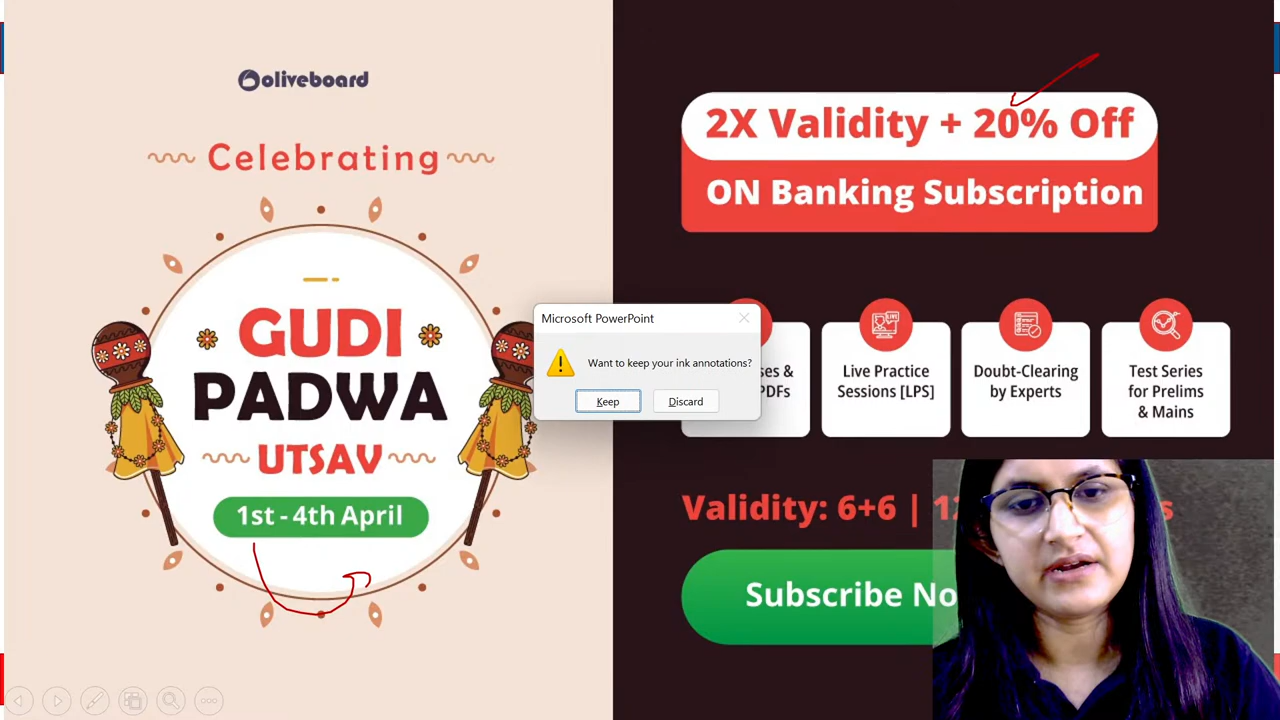 oliveboard
Celebrating
GUDI
PADWA
UTSAV
1st - 4th April
2X Validity + 20% Off
ON Banking Subscription
Microsoft PowerPoint
Want to keep your ink annotations?
Keep
Discard
PDFs
Live Practice
Sessions [LPS]
Doubt-Clearing
by Experts
Test Series
for Prelims
& Mains
Validity: 6+6 |
Subscribe